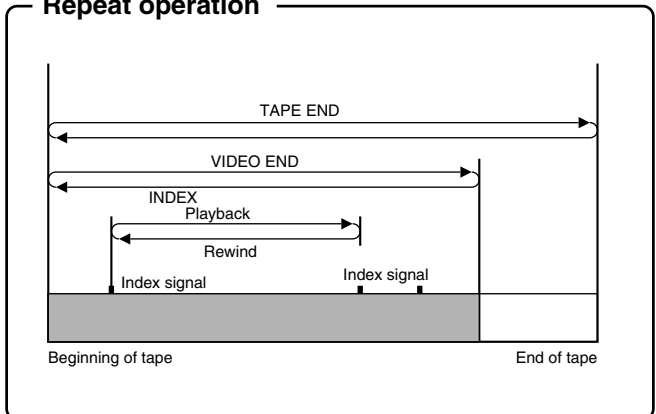 Repeat operation
TAPE END
VIDEO END
INDEX
Playback
Rewind
Index signal
Index signal
Beginning of tape
End of tape